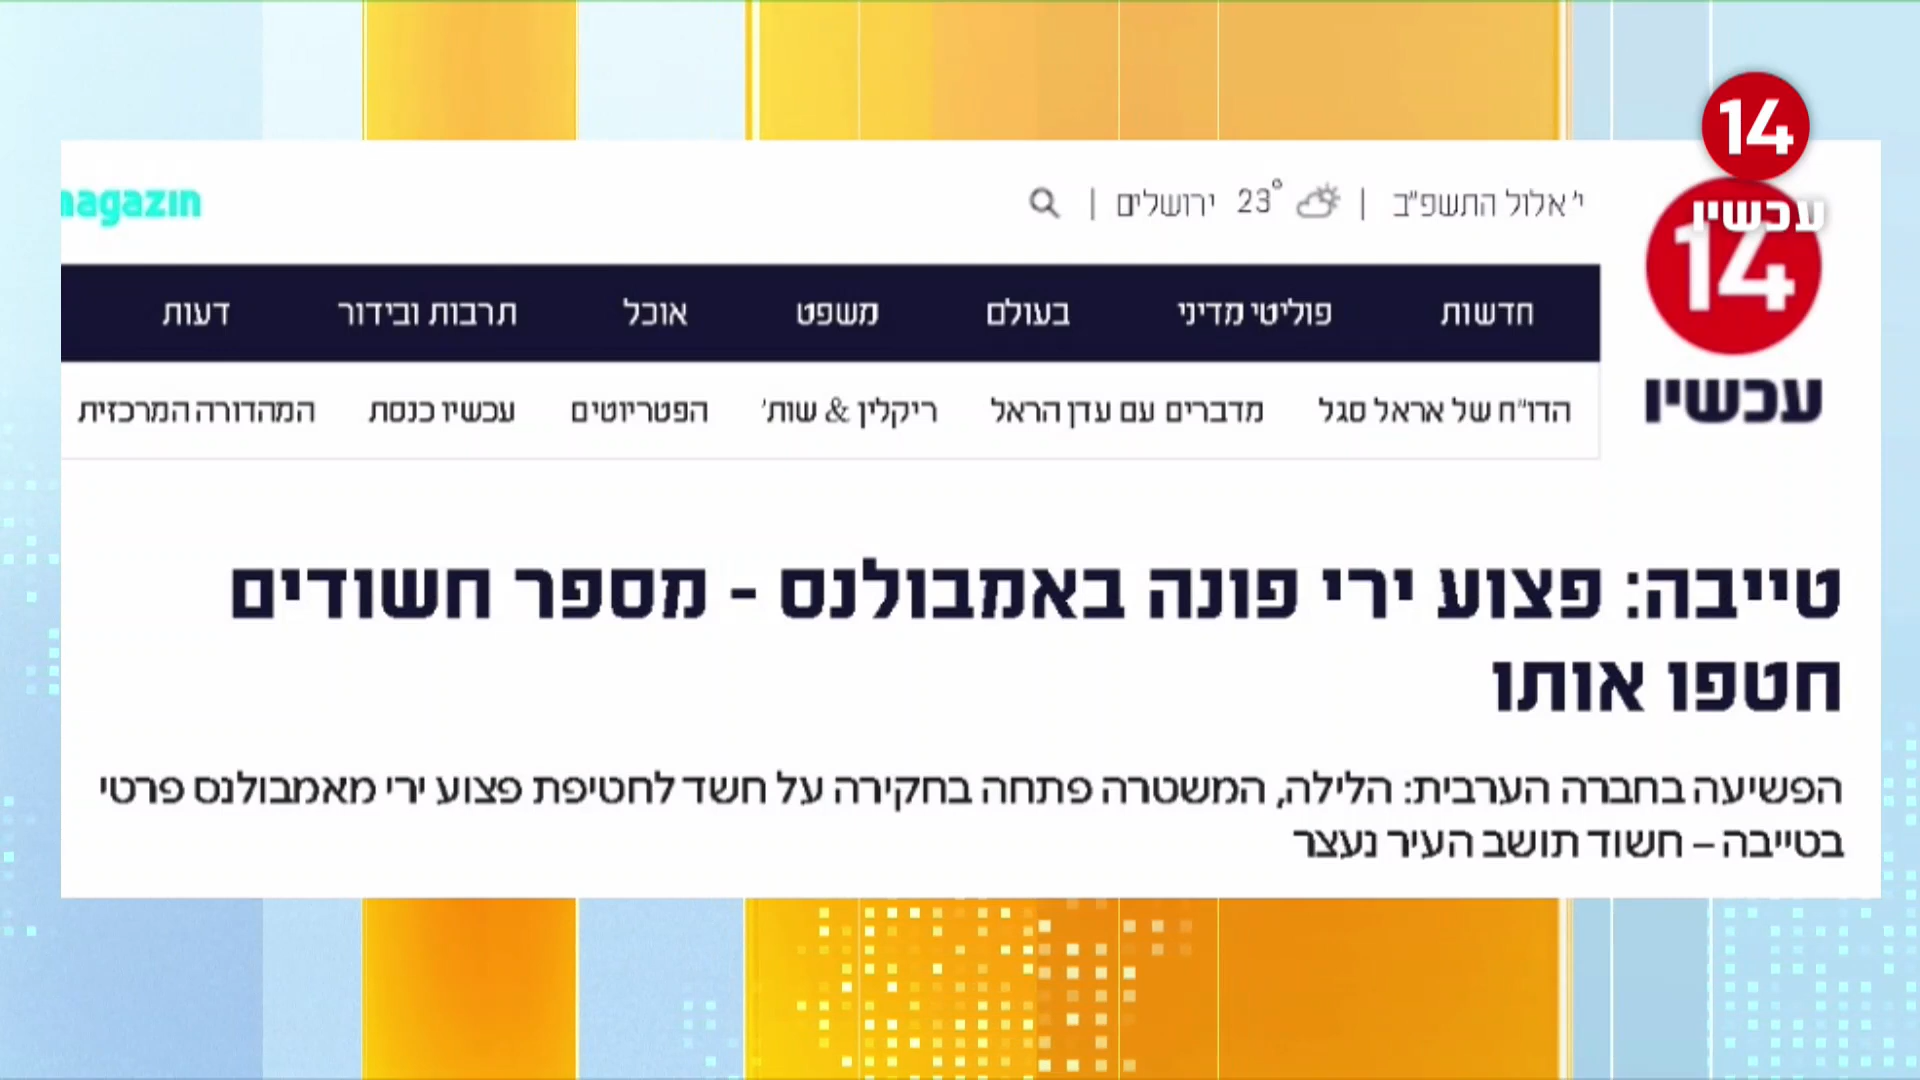 14
עכשיו
14
עכשיו
י' אלול התשפ"ב | 23° ירושלים |
magazin
חדשות פוליטי מדיני בעולם משפט אוכל תרבות ובידור דעות
הדו"ח של אראל סגל מדברים עם עדן הראל ריקלין & שות' הפטריוטים עכשיו כנסת המהדורה המרכזית
טייבה: פצוע ירי פונה באמבולנס - מספר חשודים
חטפו אותו
הפשיעה בחברה הערבית: הלילה, המשטרה פתחה בחקירה על חשד לחטיפת פצוע ירי מאמבולנס פרטי
בטייבה – חשוד תושב העיר נעצר